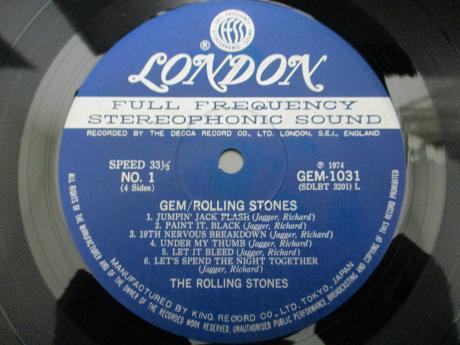 FULL FREQUENCY STEREOPHONIC
ffss
®
LONDON
FULL FREQUENCY
STEREOPHONIC SOUND
RECORDED BY THE DECCA RECORD CO., LTD. LONDON, S.E.I., ENGLAND
SPEED 33⅓
NO. 1
(4 Sides)
℗ 1974
GEM-1031
(SDLBT 3201) L
GEM/ROLLING STONES
1. JUMPIN' JACK FLASH (Jagger, Richard)
2. PAINT IT, BLACK (Jagger, Richard)
3. 19TH NERVOUS BREAKDOWN (Jagger, Richard)
4. UNDER MY THUMB (Jagger, Richard)
5. LET IT BLEED (Jagger, Richard)
6. LET'S SPEND THE NIGHT TOGETHER
(Jagger, Richard)
THE ROLLING STONES
MANUFACTURED BY KING RECORD CO., LTD. TOKYO, JAPAN
ALL RIGHTS OF THE MANUFACTURER AND OF THE OWNER OF THE RECORDED WORK RESERVED. UNAUTHORISED PUBLIC PERFORMANCE, BROADCASTING AND COPYING OF THIS RECORD PROHIBITED